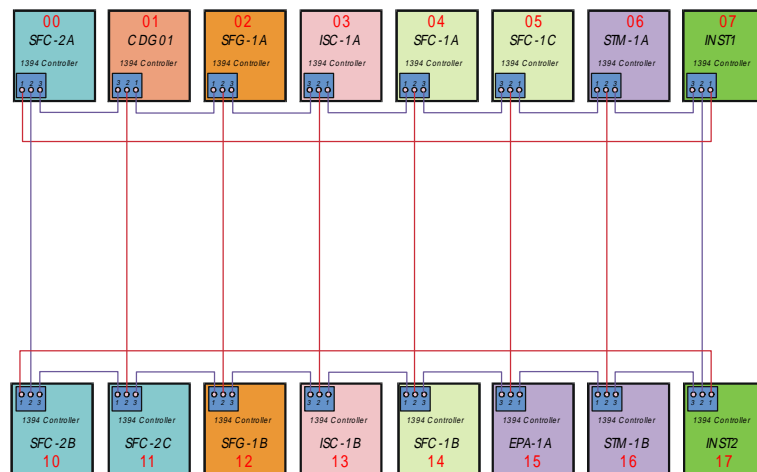 00 01 02 03 04 05 06 07
SFC-2A CDG01 SFG-1A ISC-1A SFC-1A SFC-1C STM-1A INST1
1394 Controller 1394 Controller 1394 Controller 1394 Controller 1394 Controller 1394 Controller 1394 Controller 1394 Controller
1 2 3 3 2 1 1 2 3 3 2 1 1 2 3 3 2 1 1 2 3 3 2 1
1 2 3 1 2 3 1 2 3 3 2 1 1 2 3 3 2 1 3 1 2 3 2 1
1394 Controller 1394 Controller 1394 Controller 1394 Controller 1394 Controller 1394 Controller 1394 Controller 1394 Controller
SFC-2B SFC-2C SFG-1B ISC-1B SFC-1B EPA-1A STM-1B INST2
10 11 12 13 14 15 16 17